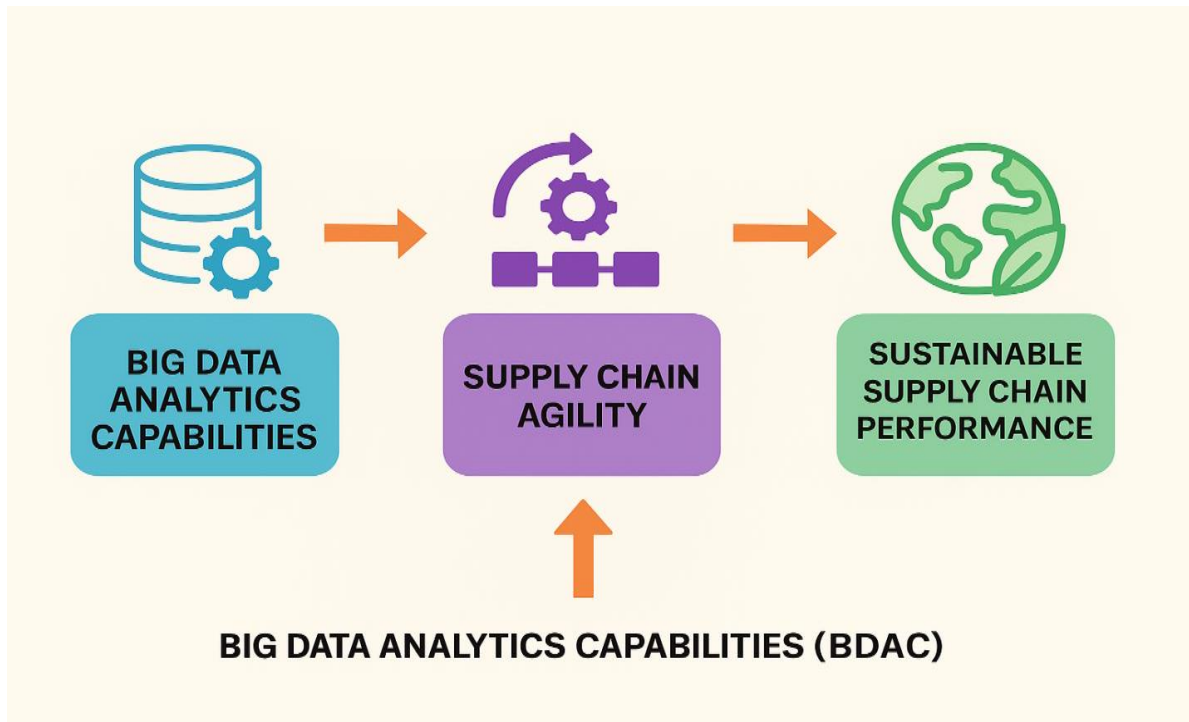 BIG DATA
ANALYTICS
CAPABILITIES
SUPPLY CHAIN
AGILITY
SUSTAINABLE
SUPPLY CHAIN
PERFORMANCE
BIG DATA ANALYTICS CAPABILITIES (BDAC)